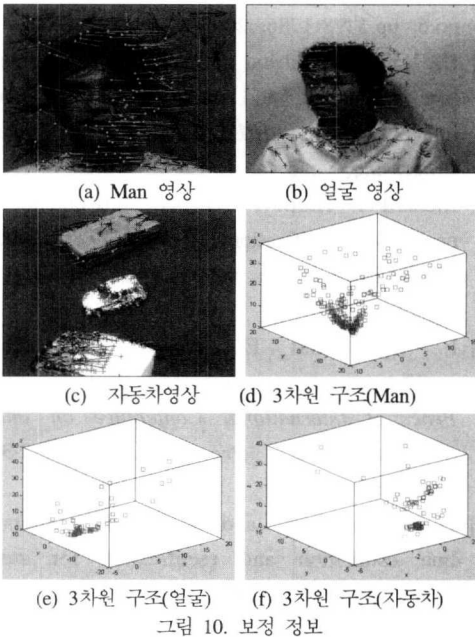 (a) Man 영상
(b) 얼굴 영상
(c) 자동차영상
(d) 3차원 구조(Man)
(e) 3차원 구조(얼굴)
(f) 3차원 구조(자동차)
그림 10. 보정 정보